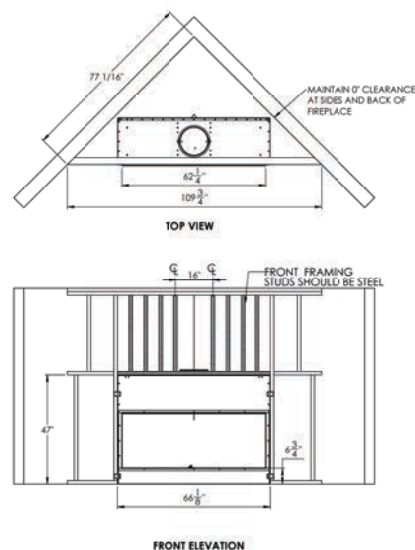 77 1/16"
MAINTAIN 0" CLEARANCE
AT SIDES AND BACK OF
FIREPLACE
62 1/4"
109 3/4"
TOP VIEW
℄ 16" ℄
FRONT FRAMING
STUDS SHOULD BE STEEL
47"
6 3/4"
66 1/8"
FRONT ELEVATION